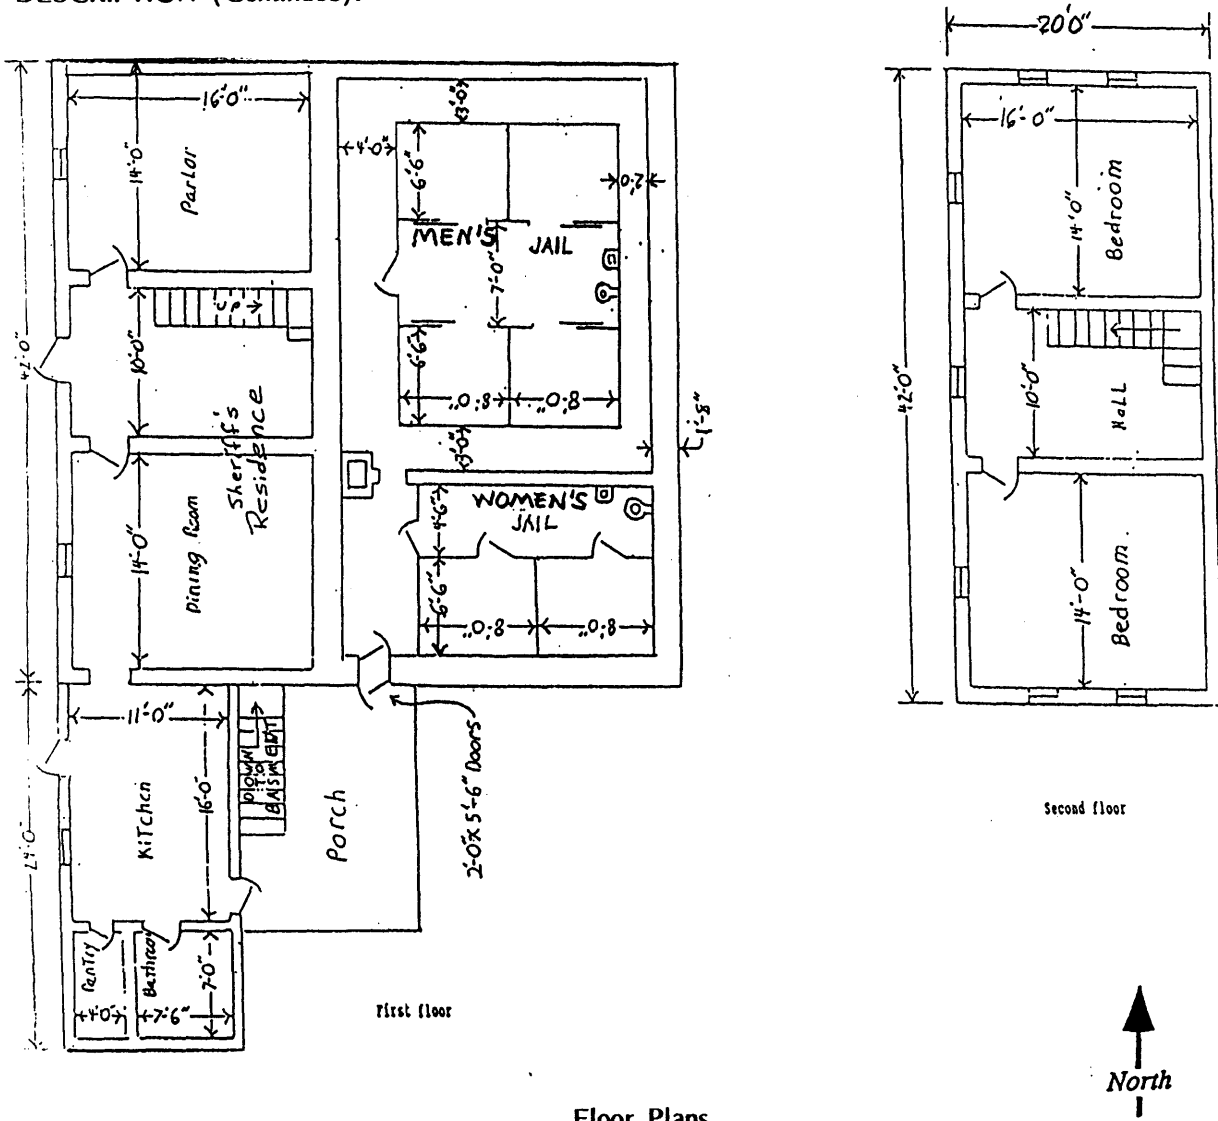 DESCRIPTION (Continued):
20'0"
16'-0"
14'-0"
Parlor
3'-0"
4'-0"
6'-6"
2'-0
MEN'S JAIL
7'-0"
UP
10'-0"
42'-0"
Sheriff's
Residence
6'-6"
8'-0"
8'-0"
3'-0"
1'-8"
14'-0"
Dining Room
WOMEN'S
JAIL
4'-6"
6'-6"
8'-0"
8'-0"
11'-0"
16'-0"
Kitchen
DOWN
TO
BASMENT
Porch
2'-0"X 5'-6" Doors
24'-0"
Pantry
Bathroom
4'-0"
7'-6"
7'-0"
First floor
16'-0"
14'0"
Bedroom
42'-0"
10'-0"
HALL
14'-0"
Bedroom
Second floor
North
Floor Plans